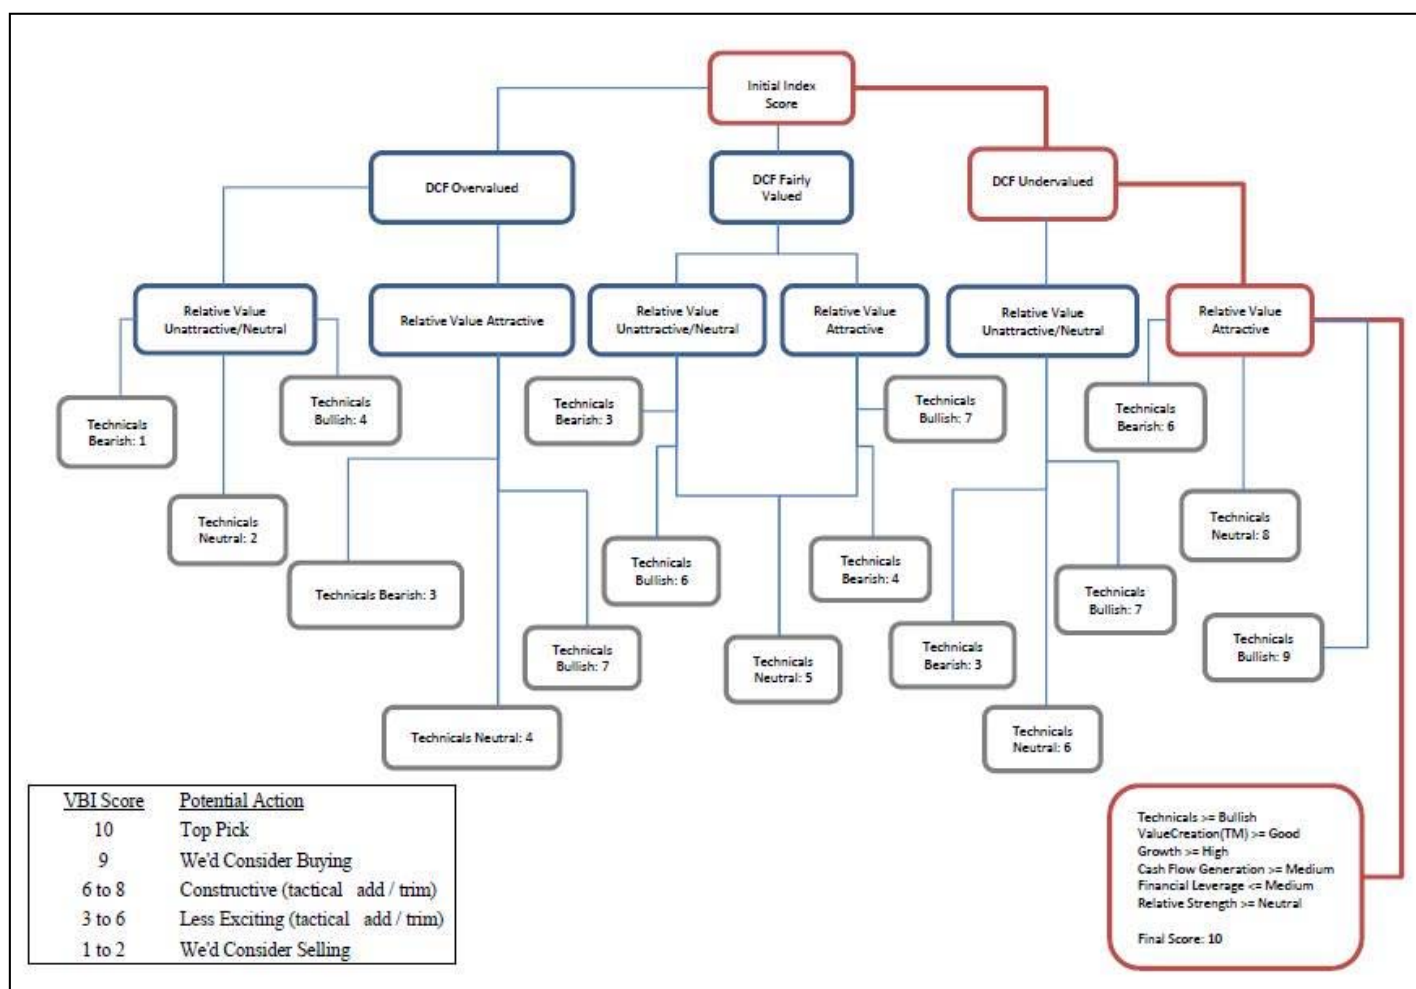 Initial Index
Score
DCF Overvalued
DCF Fairly
Valued
DCF Undervalued
Relative Value
Unattractive/Neutral
Relative Value Attractive
Relative Value
Unattractive/Neutral
Relative Value
Attractive
Relative Value
Unattractive/Neutral
Relative Value
Attractive
Technicals
Bearish: 1
Technicals
Bullish: 4
Technicals
Bearish: 3
Technicals
Bullish: 7
Technicals
Bearish: 6
Technicals
Neutral: 2
Technicals
Neutral: 8
Technicals Bearish: 3
Technicals
Bullish: 6
Technicals
Bearish: 4
Technicals
Bullish: 7
Technicals
Bullish: 7
Technicals
Neutral: 5
Technicals
Bearish: 3
Technicals
Bullish: 9
Technicals Neutral: 4
Technicals
Neutral: 6
VBI Score Potential Action
10 Top Pick
9 We'd Consider Buying
6 to 8 Constructive (tactical add / trim)
3 to 6 Less Exciting (tactical add / trim)
1 to 2 We'd Consider Selling
Technicals >= Bullish
ValueCreation(TM) >= Good
Growth >= High
Cash Flow Generation >= Medium
Financial Leverage <= Medium
Relative Strength >= Neutral
Final Score: 10